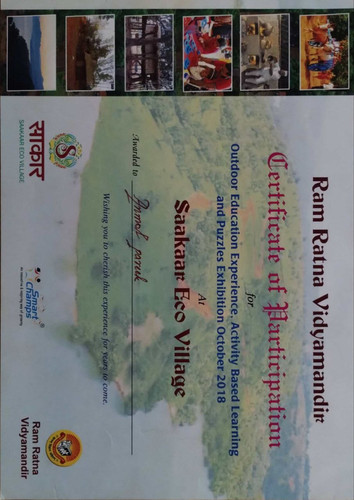 Ram Ratna Vidyamandir
Certificate of Participation
for
Outdoor Education Experience, Activity Based Learning
and Puzzles Exhibition October 2018
At
Saakaar Eco Village
Awarded to
Wishing you to cherish this experience for years to come.
साकार
SAAKAAR ECO VILLAGE
Smart
Champs
Ram Ratna
Vidyamandir